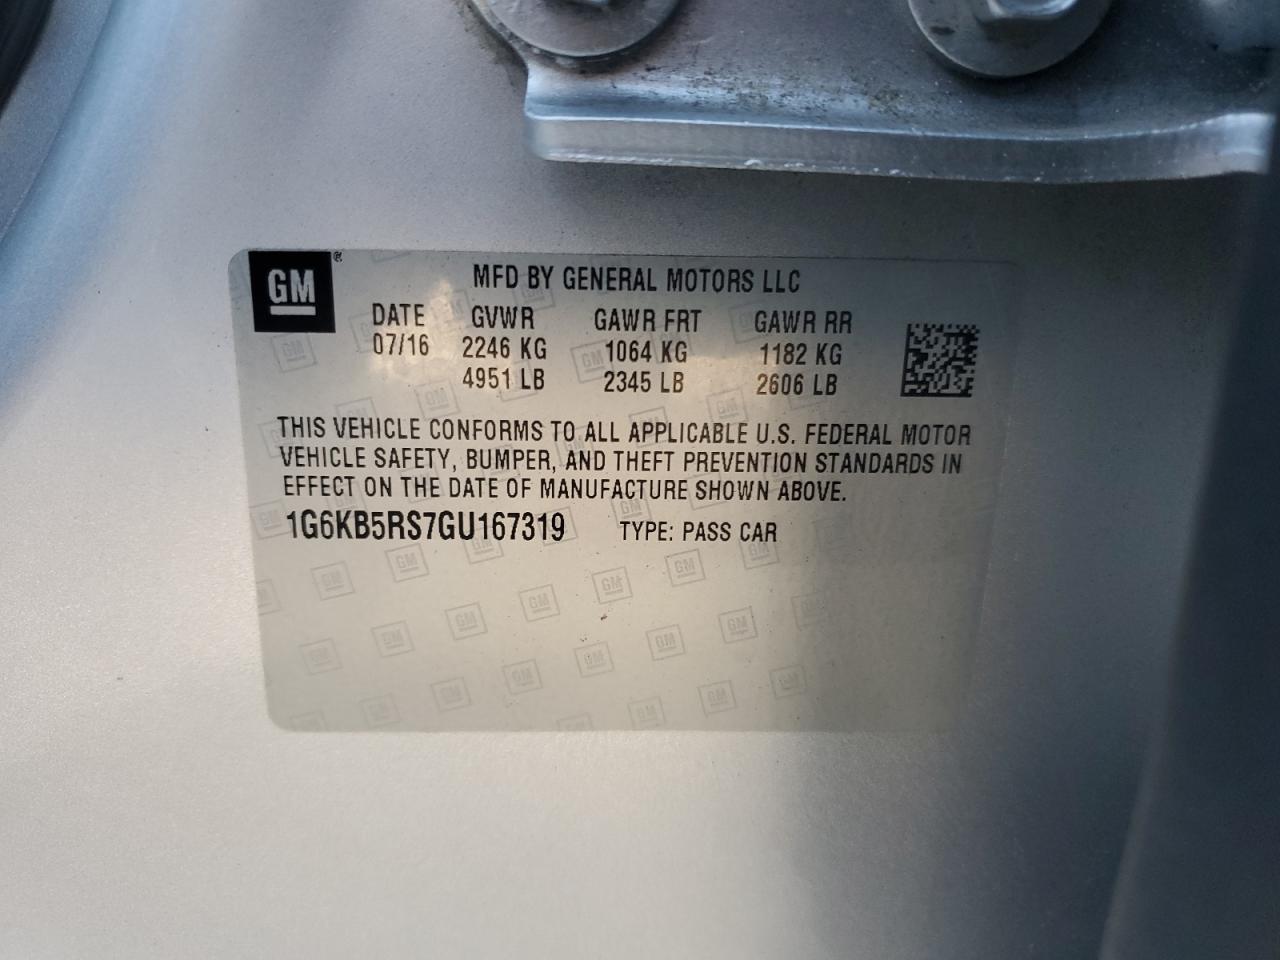 GM ®
MFD BY GENERAL MOTORS LLC
DATE GVWR GAWR FRT GAWR RR
07/16 2246 KG 1064 KG 1182 KG
4951 LB 2345 LB 2606 LB
THIS VEHICLE CONFORMS TO ALL APPLICABLE U.S. FEDERAL MOTOR
VEHICLE SAFETY, BUMPER, AND THEFT PREVENTION STANDARDS IN
EFFECT ON THE DATE OF MANUFACTURE SHOWN ABOVE.
1G6KB5RS7GU167319 TYPE: PASS CAR